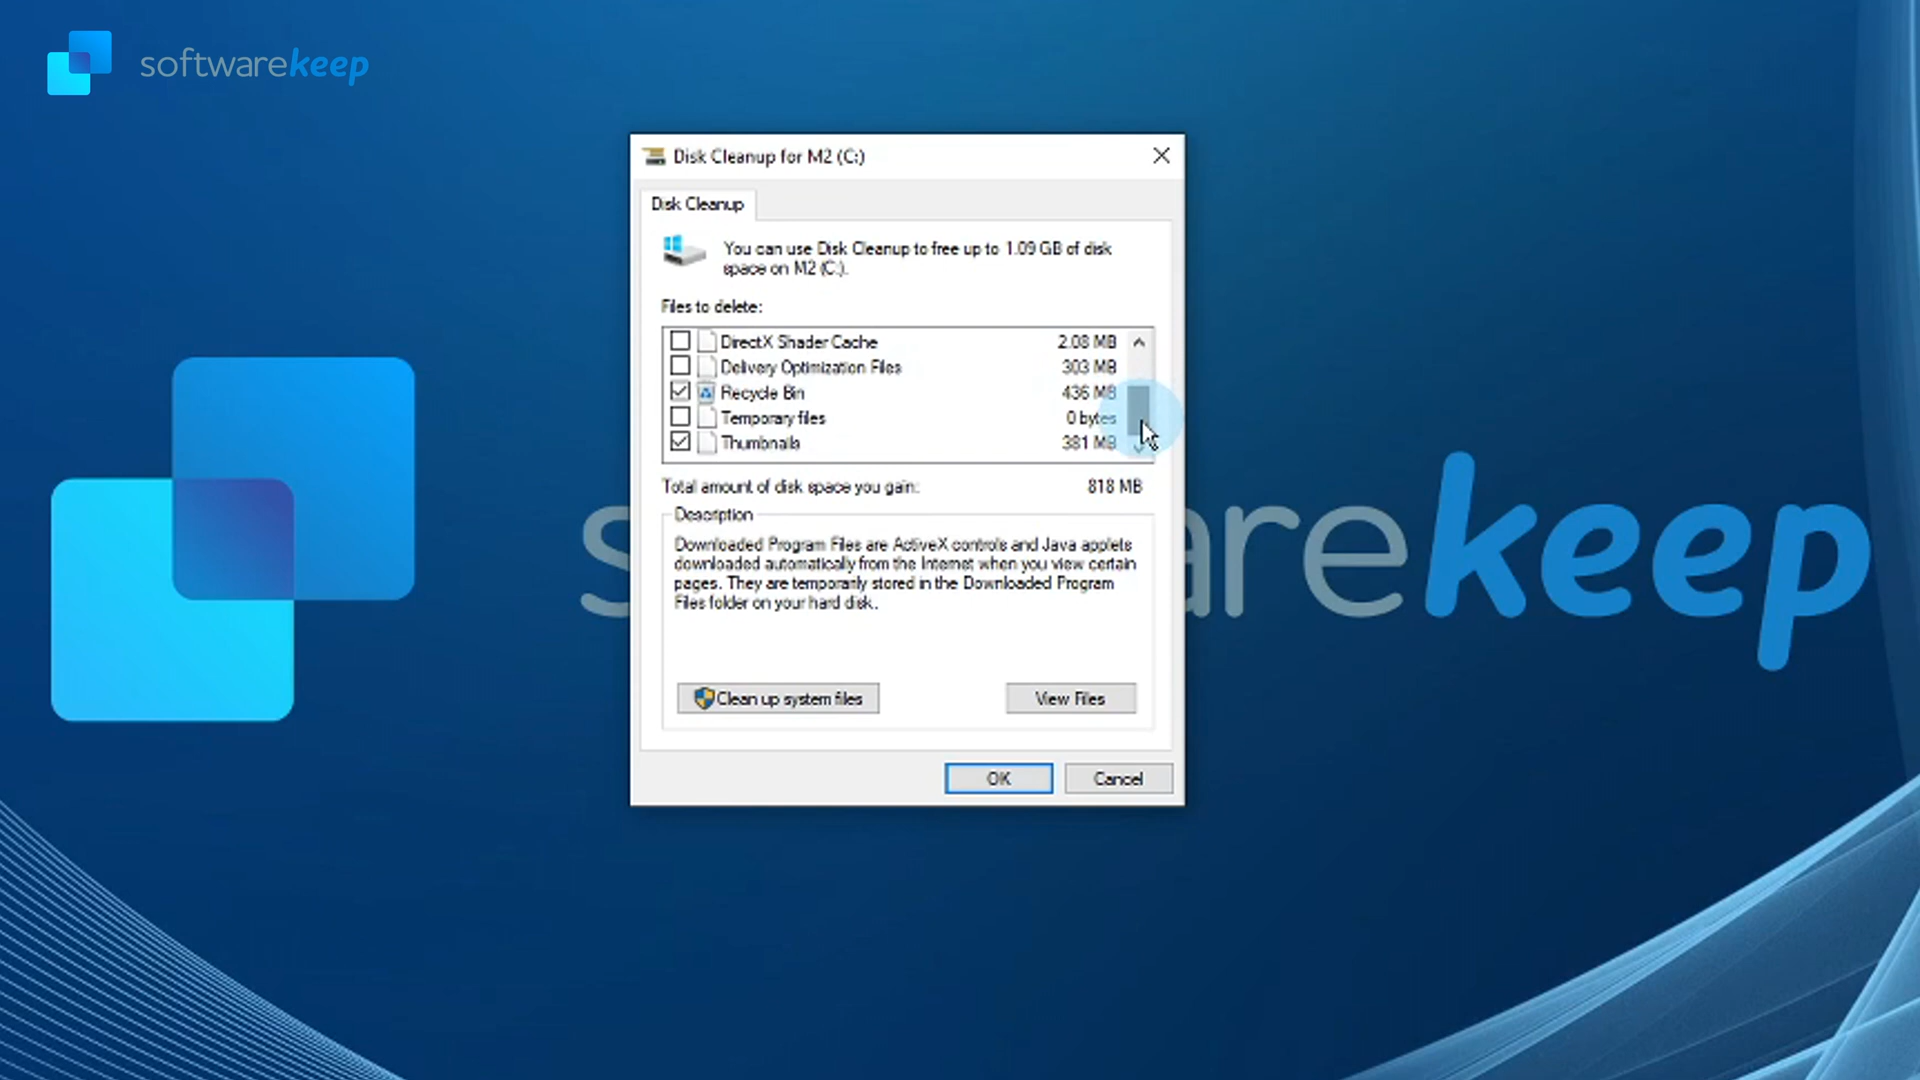 softwarekeep
Disk Cleanup for M2 (C:)
Disk Cleanup
You can use Disk Cleanup to free up to 1.09 GB of disk
space on M2 (C:).
Files to delete:
DirectX Shader Cache 2.08 MB
Delivery Optimization Files 303 MB
Recycle Bin 436 MB
Temporary files 0 bytes
Thumbnails 381 MB
Total amount of disk space you gain: 818 MB
Description
Downloaded Program Files are ActiveX controls and Java applets
downloaded automatically from the Internet when you view certain
pages. They are temporarily stored in the Downloaded Program
Files folder on your hard disk.
Clean up system files View Files
OK Cancel
s are keep